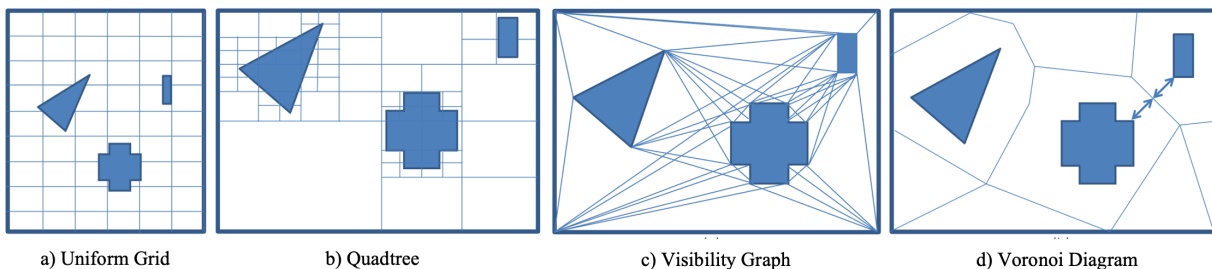 a) Uniform Grid
b) Quadtree
c) Visibility Graph
d) Voronoi Diagram